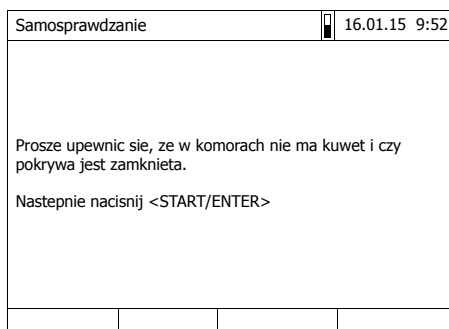 Samosprawdzanie
16.01.15 9:52
Prosze upewnic sie, ze w komorach nie ma kuwet i czy
pokrywa jest zamknieta.
Nastepnie nacisnij <START/ENTER>